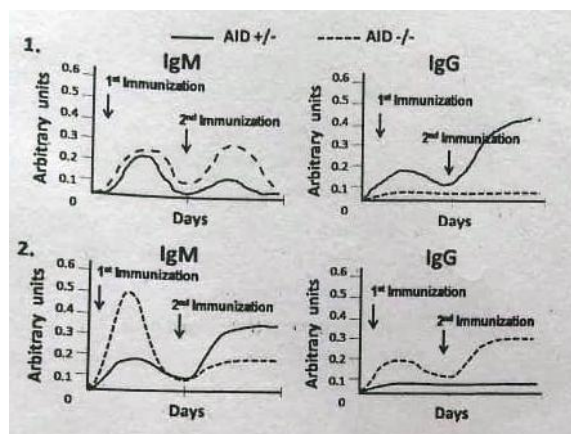 AID +/-
AID -/-
1.
IgM
0.6
0.5
0.4
0.3
0.2
0.1
0
Arbitrary units
1st Immunization
2nd Immunization
Days
IgG
0.6
0.5
0.4
0.3
0.2
0.1
0
Arbitrary units
1st Immunization
2nd Immunization
Days
2.
IgM
0.6
0.5
0.4
0.3
0.2
0.1
0
Arbitrary units
1st Immunization
2nd Immunization
Days
IgG
0.6
0.5
0.4
0.3
0.2
0.1
0
Arbitrary units
1st Immunization
2nd Immunization
Days